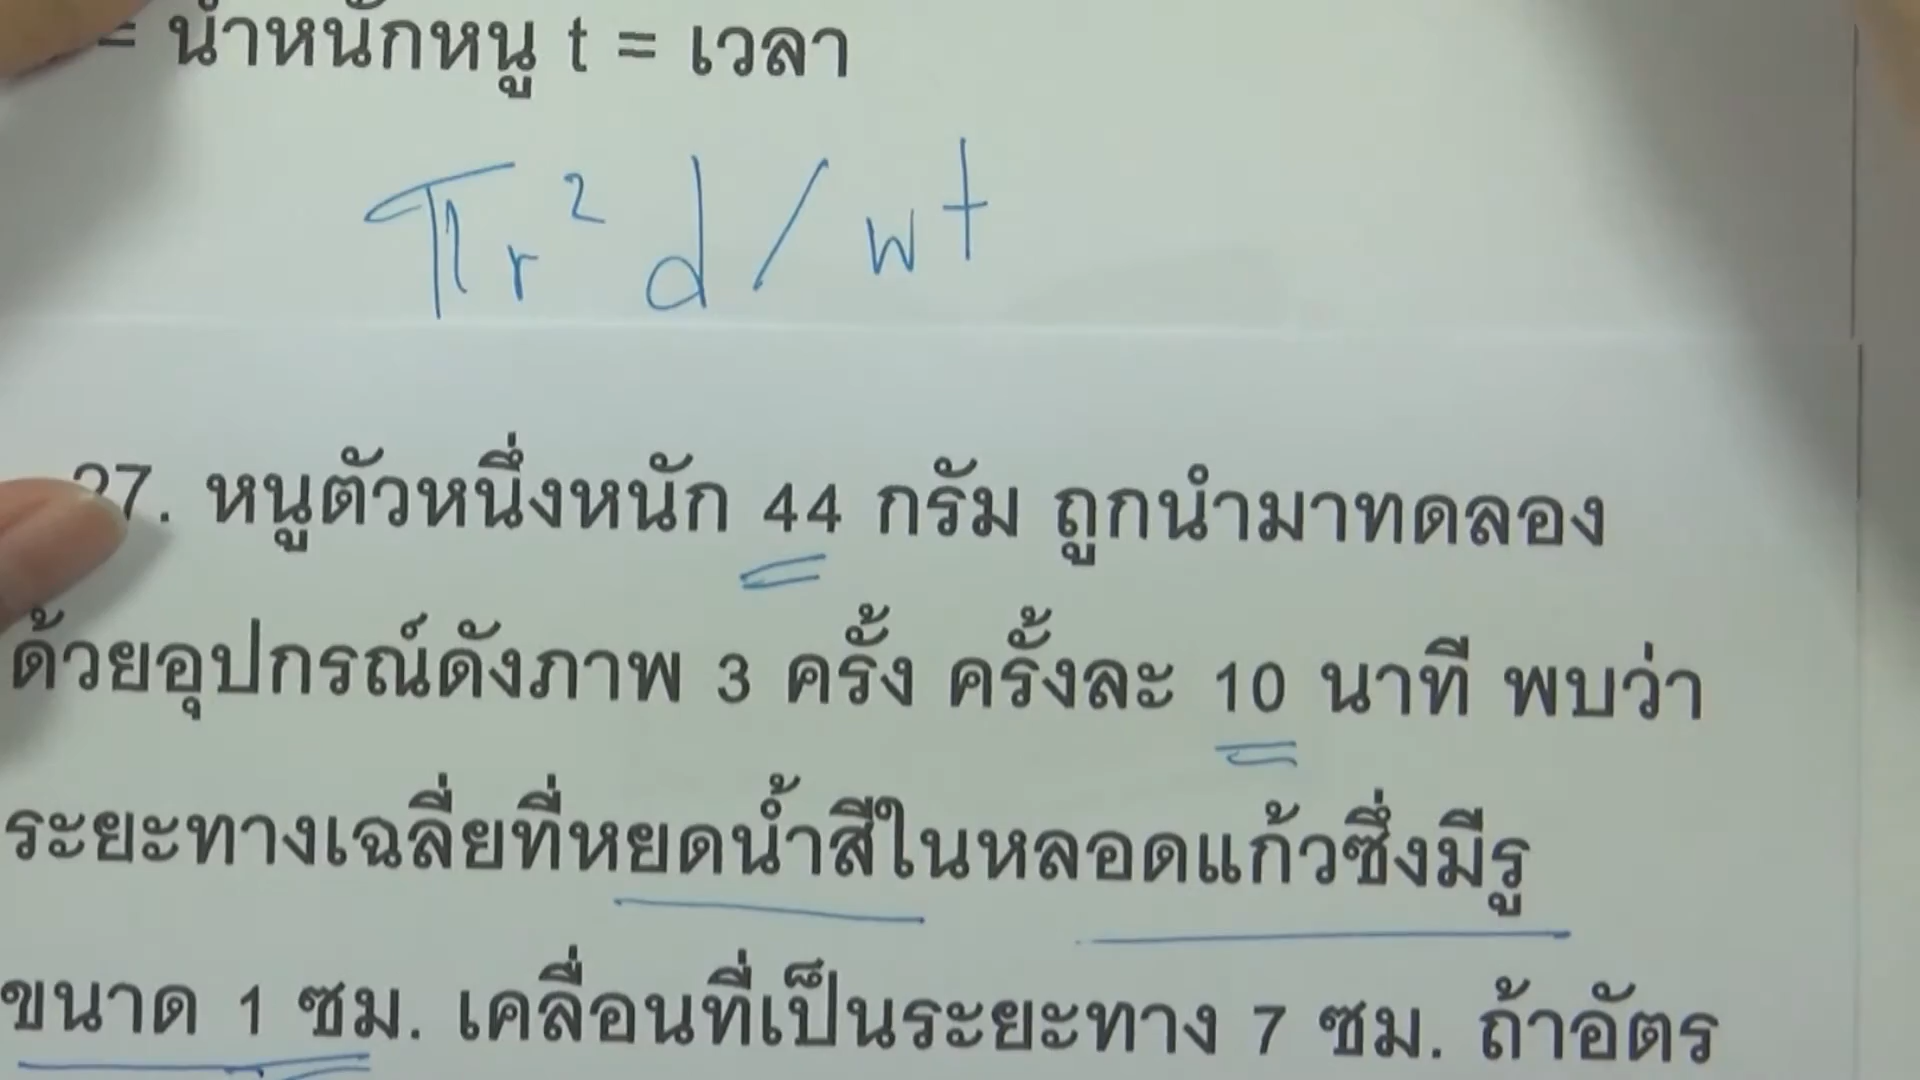 = น้ำหนักหนู t = เวลา
πr² d / wt
27. หนูตัวหนึ่งหนัก 44 กรัม ถูกนำมาทดลอง
ด้วยอุปกรณ์ดังภาพ 3 ครั้ง ครั้งละ 10 นาที พบว่า
ระยะทางเฉลี่ยที่หยดน้ำสีในหลอดแก้วซึ่งมีรู
ขนาด 1 ซม. เคลื่อนที่เป็นระยะทาง 7 ซม. ถ้าอัตร